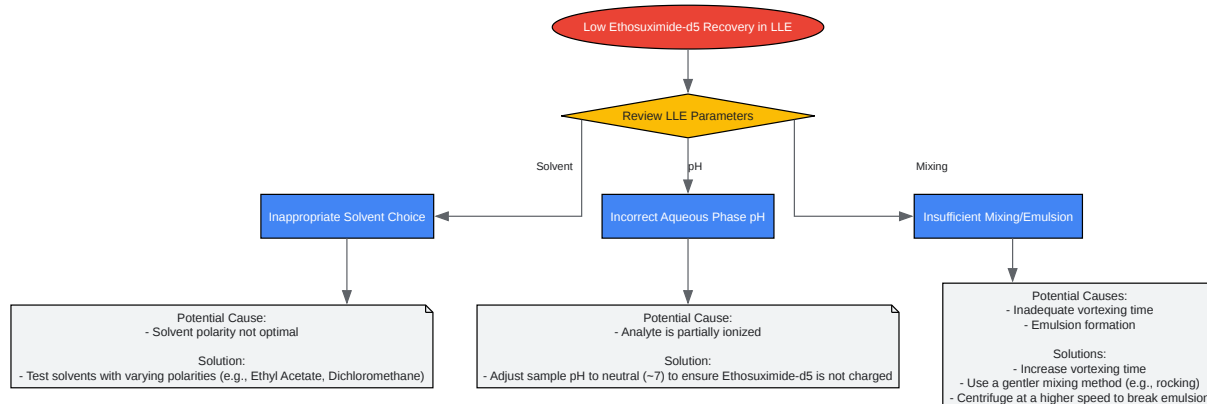 Low Ethosuximide-d5 Recovery in LLE
Review LLE Parameters
Solvent
pH
Mixing
Inappropriate Solvent Choice
Incorrect Aqueous Phase pH
Insufficient Mixing/Emulsion
Potential Cause:
- Solvent polarity not optimal
Solution:
- Test solvents with varying polarities (e.g., Ethyl Acetate, Dichloromethane)
Potential Cause:
- Analyte is partially ionized
Solution:
- Adjust sample pH to neutral (~7) to ensure Ethosuximide-d5 is not charged
Potential Causes:
- Inadequate vortexing time
- Emulsion formation
Solutions:
- Increase vortexing time
- Use a gentler mixing method (e.g., rocking)
- Centrifuge at a higher speed to break emulsion